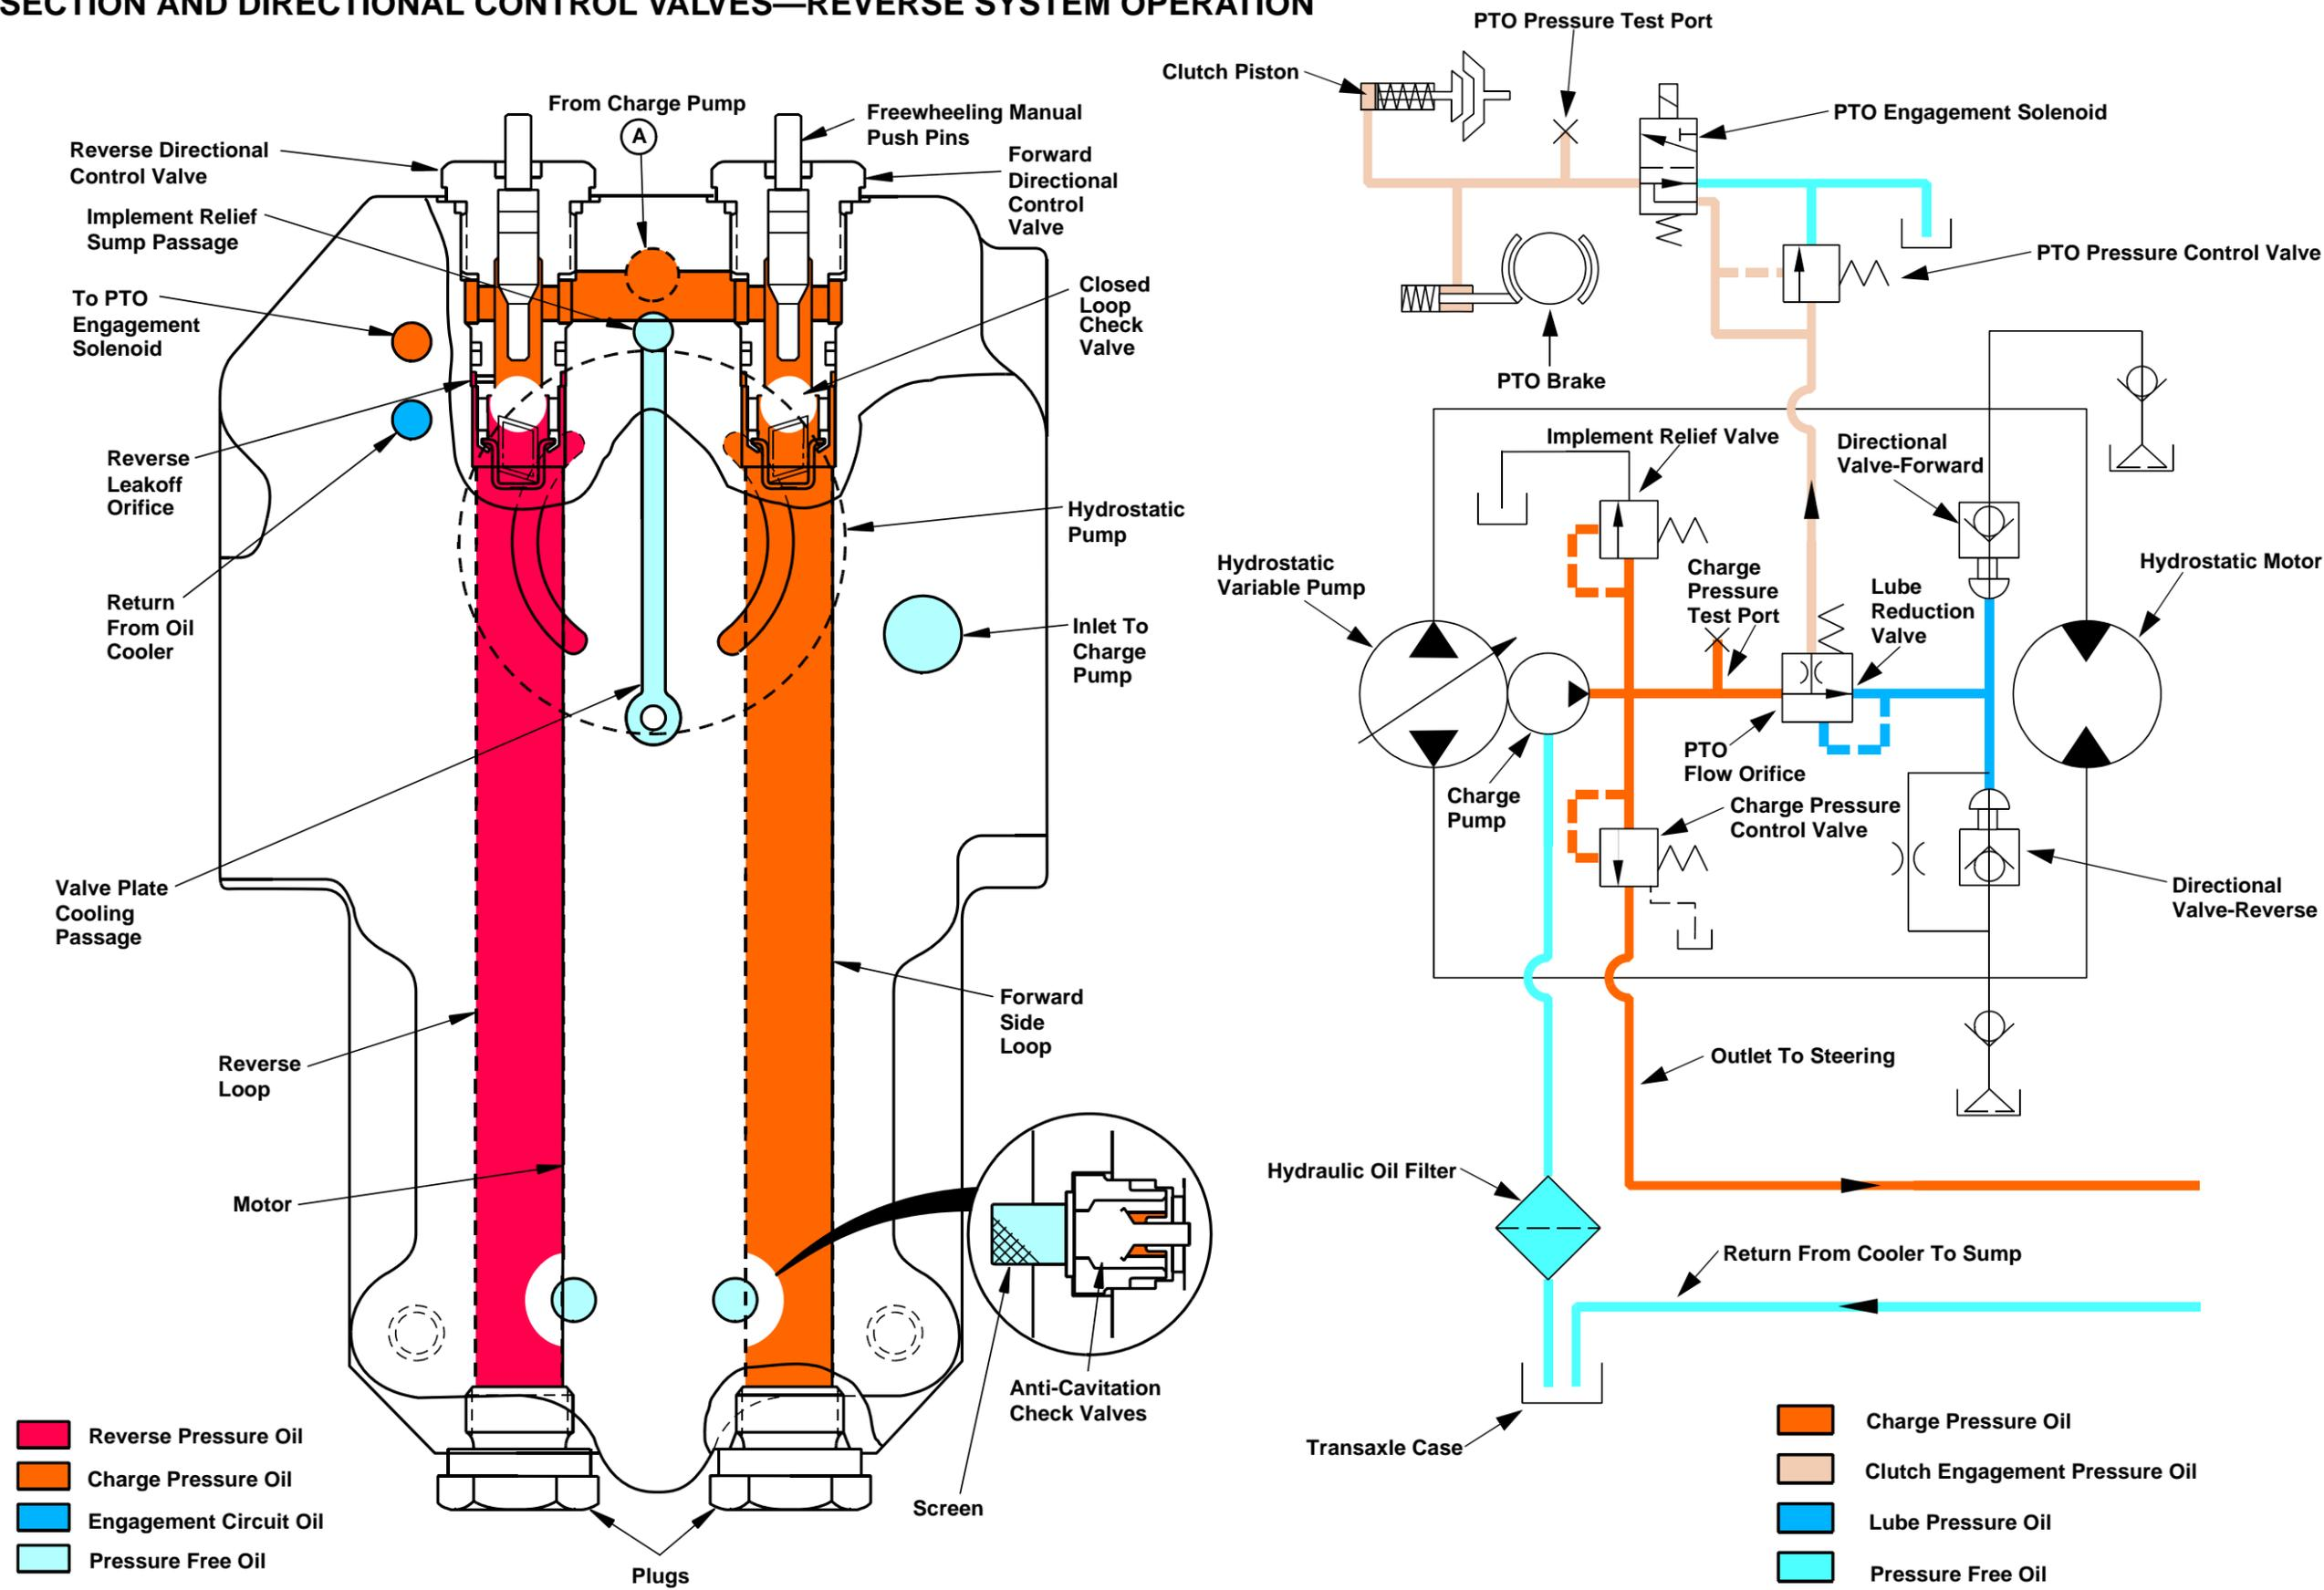 SECTION AND DIRECTIONAL CONTROL VALVES—REVERSE SYSTEM OPERATION
From Charge Pump
A
Freewheeling Manual
Push Pins
Reverse Directional
Control Valve
Forward
Directional
Control
Valve
Implement Relief
Sump Passage
To PTO
Engagement
Solenoid
Closed
Loop
Check
Valve
Reverse
Leakoff
Orifice
Hydrostatic
Pump
Return
From Oil
Cooler
Inlet To
Charge
Pump
Valve Plate
Cooling
Passage
Forward
Side
Loop
Reverse
Loop
Motor
Anti-Cavitation
Check Valves
Screen
Plugs
Reverse Pressure Oil
Charge Pressure Oil
Engagement Circuit Oil
Pressure Free Oil
PTO Pressure Test Port
Clutch Piston
PTO Engagement Solenoid
PTO Pressure Control Valve
PTO Brake
Implement Relief Valve
Directional
Valve-Forward
Hydrostatic
Variable Pump
Charge
Pressure
Test Port
Lube
Reduction
Valve
Hydrostatic Motor
PTO
Flow Orifice
Charge
Pump
Charge Pressure
Control Valve
Directional
Valve-Reverse
Outlet To Steering
Hydraulic Oil Filter
Return From Cooler To Sump
Transaxle Case
Charge Pressure Oil
Clutch Engagement Pressure Oil
Lube Pressure Oil
Pressure Free Oil